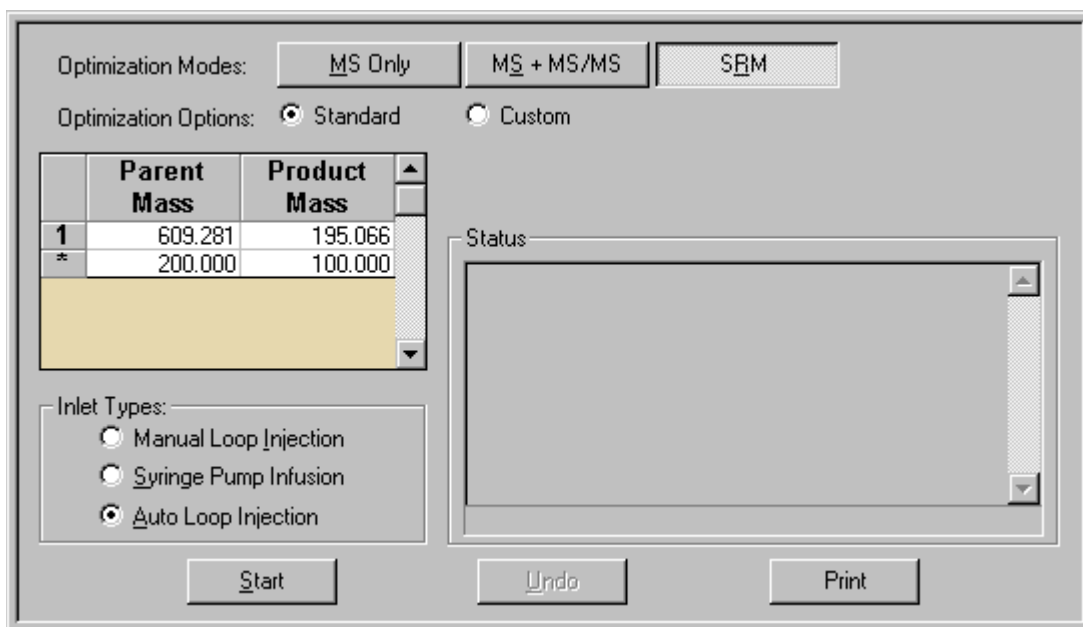 Optimization Modes: MS Only MS + MS/MS SRM
Optimization Options: Standard Custom
Parent Product
Mass Mass
1 609.281 195.066
* 200.000 100.000
Status
Inlet Types:
Manual Loop Injection
Syringe Pump Infusion
Auto Loop Injection
Start Undo Print